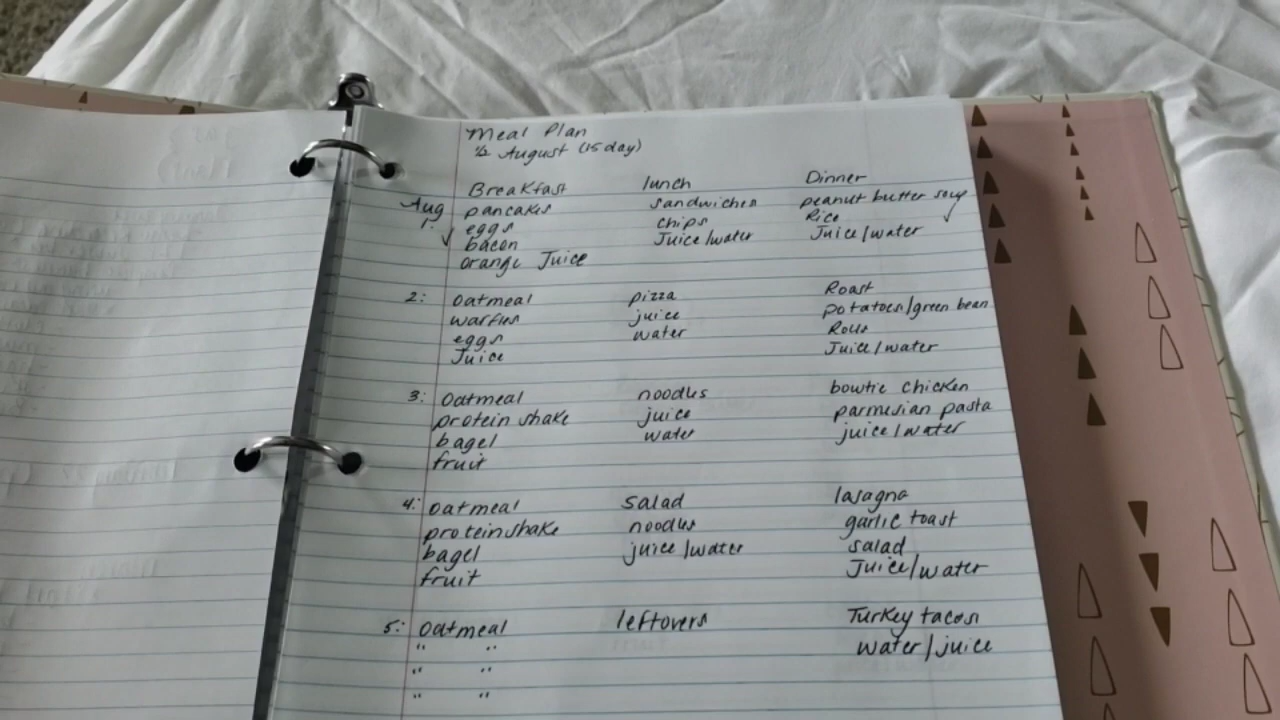 Meal Plan
½ August (15 day)
Breakfast lunch Dinner
Aug 1: pancakes sandwiches peanut butter soup
eggs chips Rice
bacon Juice/water Juice/water
orange Juice
2: Oatmeal pizza Roast
waffles juice potatoes/green bean
eggs water Rolls
Juice Juice/water
3: Oatmeal noodles bowtie chicken
protein shake juice parmesian pasta
bagel water juice/water
fruit
4: Oatmeal salad lasagna
protein shake noodles garlic toast
bagel juice/water salad
fruit Juice/water
5: Oatmeal leftovers Turkey tacos
" " water/juice
" "
" "